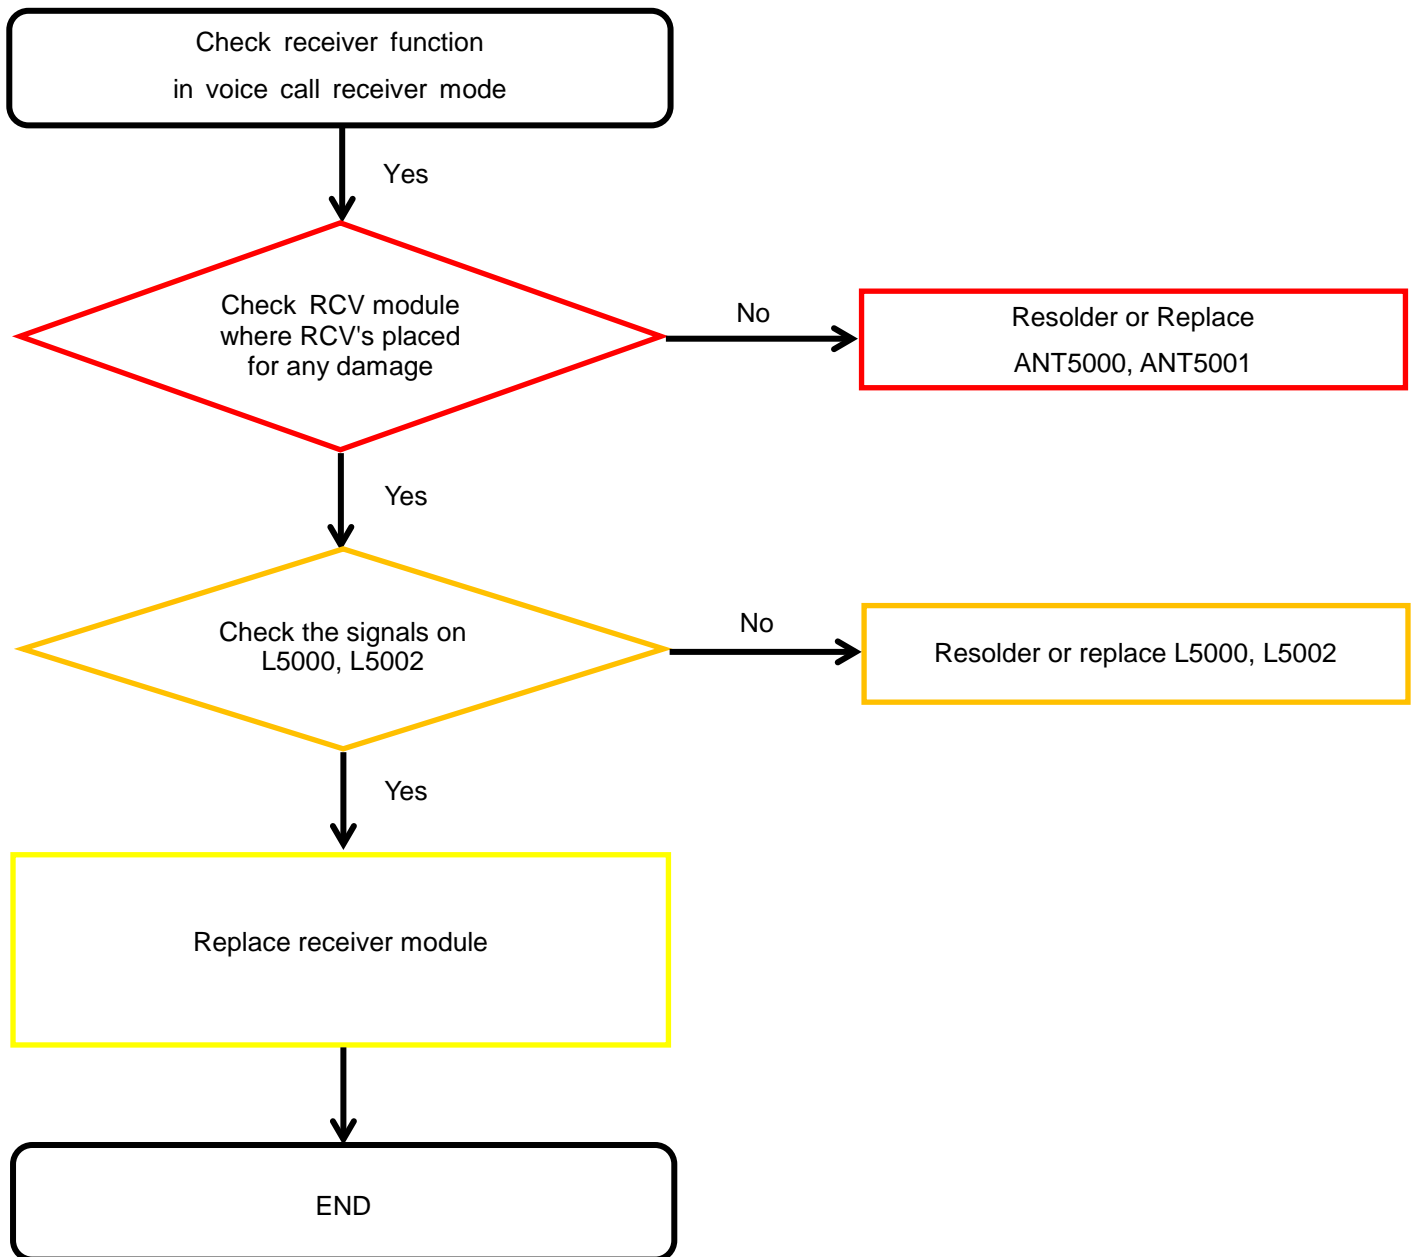 Check receiver function
in voice call receiver mode
Yes
Check RCV module
where RCV's placed
for any damage
No
Resolder or Replace
ANT5000, ANT5001
Yes
Check the signals on
L5000, L5002
No
Resolder or replace L5000, L5002
Yes
Replace receiver module
END